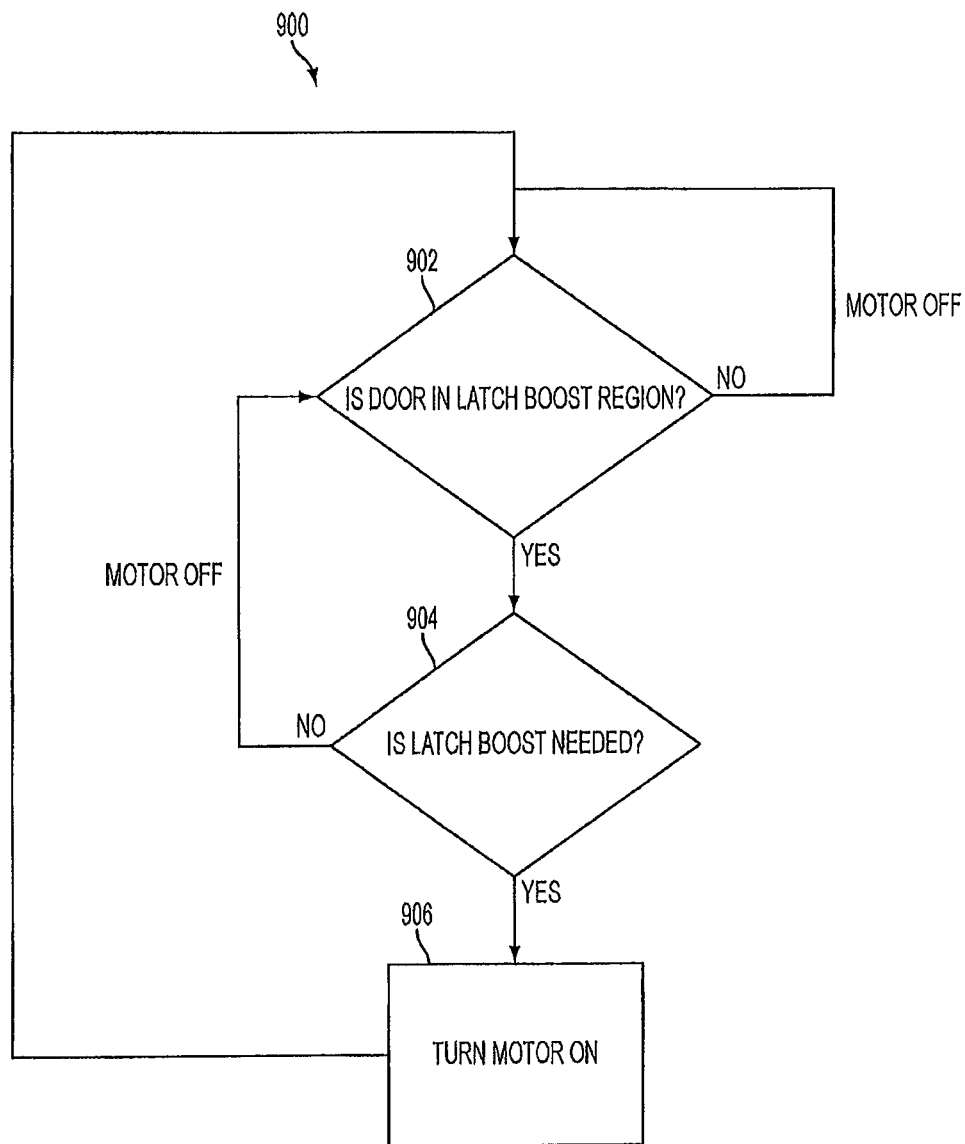 900
902
MOTOR OFF
IS DOOR IN LATCH BOOST REGION?
NO
YES
MOTOR OFF
904
NO
IS LATCH BOOST NEEDED?
YES
906
TURN MOTOR ON